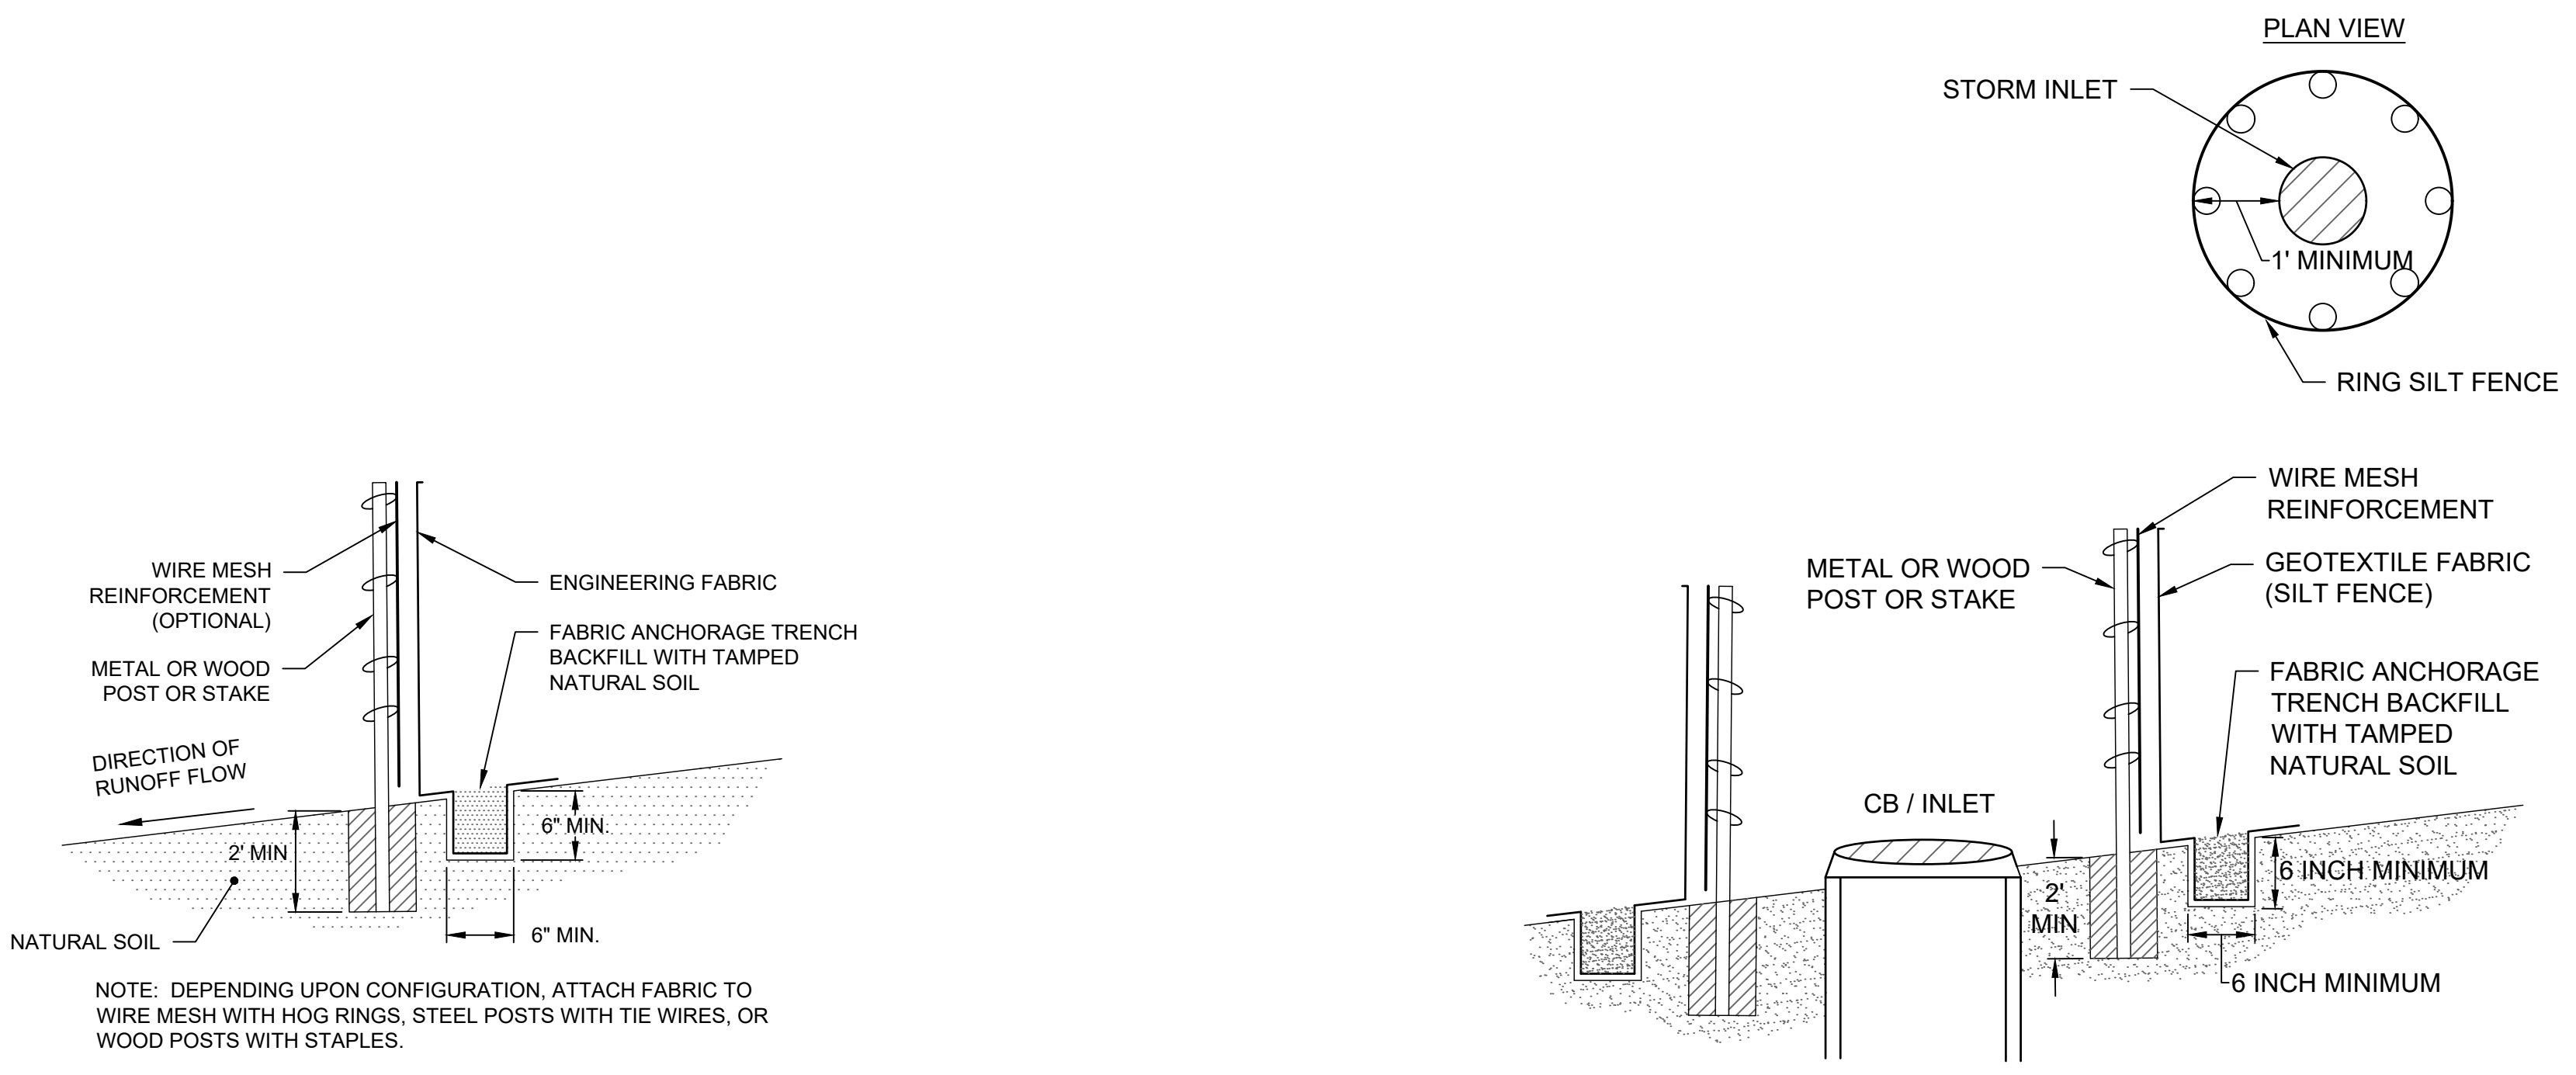 PLAN VIEW
STORM INLET
1' MINIMUM
RING SILT FENCE
WIRE MESH
REINFORCEMENT
(OPTIONAL)
METAL OR WOOD
POST OR STAKE
DIRECTION OF
RUNOFF FLOW
2' MIN
NATURAL SOIL
ENGINEERING FABRIC
FABRIC ANCHORAGE TRENCH
BACKFILL WITH TAMPED
NATURAL SOIL
6" MIN.
6" MIN.
NOTE: DEPENDING UPON CONFIGURATION, ATTACH FABRIC TO
WIRE MESH WITH HOG RINGS, STEEL POSTS WITH TIE WIRES, OR
WOOD POSTS WITH STAPLES.
METAL OR WOOD
POST OR STAKE
CB / INLET
2'
MIN
WIRE MESH
REINFORCEMENT
GEOTEXTILE FABRIC
(SILT FENCE)
FABRIC ANCHORAGE
TRENCH BACKFILL
WITH TAMPED
NATURAL SOIL
6 INCH MINIMUM
6 INCH MINIMUM